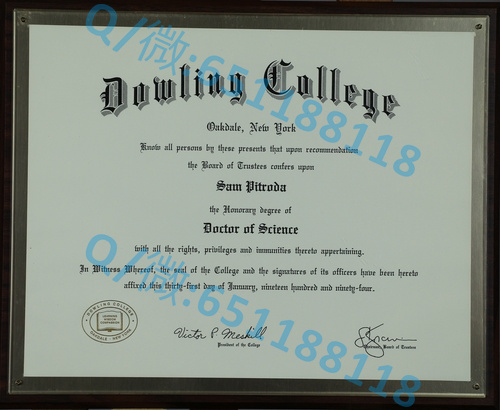 Q/微:651188118
Dowling College
Oakdale, New York
Know all persons by these presents that upon recommendation
the Board of Trustees confers upon
Sam Pitroda
the Honorary degree of
Doctor of Science
with all the rights, privileges and immunities thereto appertaining.
In Witness Whereof, the seal of the College and the signatures of its officers have been hereto
affixed this thirty-first day of January, nineteen hundred and ninety-four.
Q/微:651188118
DOWLING COLLEGE
OAKDALE · NEW YORK
Victor P. Meskill
President of the College
Chairman, Board of Trustees